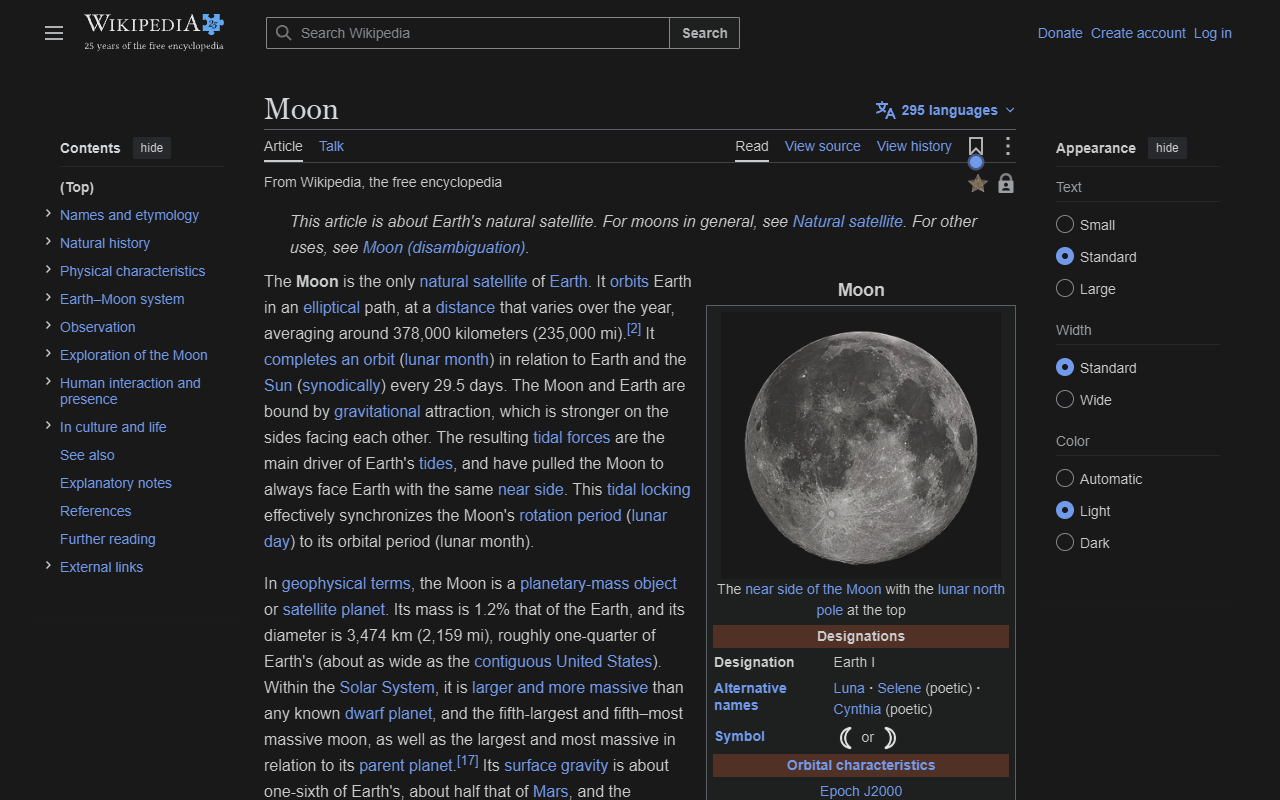 WIKIPEDIA 25
25 years of the free encyclopedia
Search Wikipedia
Search
Donate Create account Log in
Contents hide
(Top)
Names and etymology
Natural history
Physical characteristics
Earth–Moon system
Observation
Exploration of the Moon
Human interaction and
presence
In culture and life
See also
Explanatory notes
References
Further reading
External links
Moon
295 languages
Article Talk
Read View source View history
From Wikipedia, the free encyclopedia
This article is about Earth's natural satellite. For moons in general, see Natural satellite. For other
uses, see Moon (disambiguation).
The Moon is the only natural satellite of Earth. It orbits Earth
in an elliptical path, at a distance that varies over the year,
averaging around 378,000 kilometers (235,000 mi).[2] It
completes an orbit (lunar month) in relation to Earth and the
Sun (synodically) every 29.5 days. The Moon and Earth are
bound by gravitational attraction, which is stronger on the
sides facing each other. The resulting tidal forces are the
main driver of Earth's tides, and have pulled the Moon to
always face Earth with the same near side. This tidal locking
effectively synchronizes the Moon's rotation period (lunar
day) to its orbital period (lunar month).
In geophysical terms, the Moon is a planetary-mass object
or satellite planet. Its mass is 1.2% that of the Earth, and its
diameter is 3,474 km (2,159 mi), roughly one-quarter of
Earth's (about as wide as the contiguous United States).
Within the Solar System, it is larger and more massive than
any known dwarf planet, and the fifth-largest and fifth–most
massive moon, as well as the largest and most massive in
relation to its parent planet.[17] Its surface gravity is about
one-sixth of Earth's, about half that of Mars, and the
Moon
The near side of the Moon with the lunar north
pole at the top
Designations
Designation Earth I
Alternative names Luna · Selene (poetic) ·
Cynthia (poetic)
Symbol or
Orbital characteristics
Epoch J2000
Appearance hide
Text
Small
Standard
Large
Width
Standard
Wide
Color
Automatic
Light
Dark